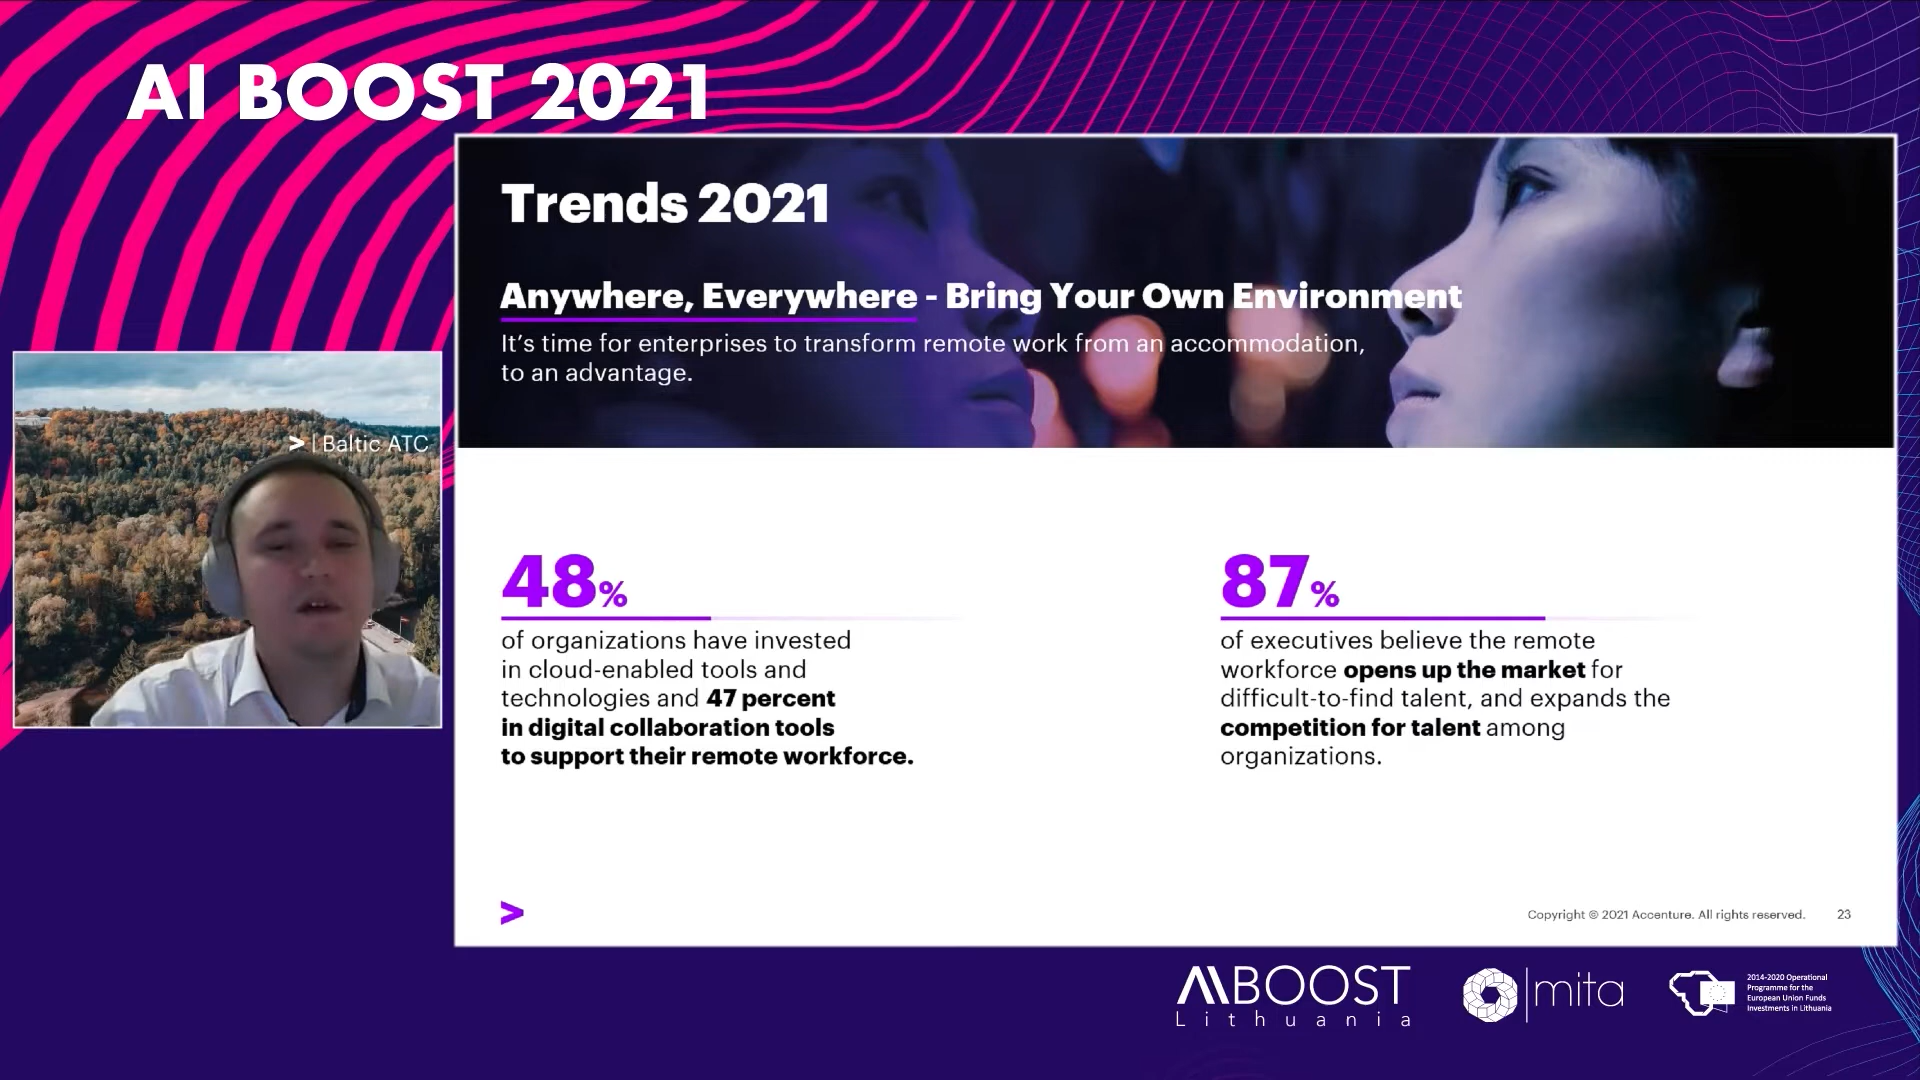 AI BOOST 2021
Trends 2021
Anywhere, Everywhere - Bring Your Own Environment
It's time for enterprises to transform remote work from an accommodation,
to an advantage.
> | Baltic ATC
48%
of organizations have invested
in cloud-enabled tools and
technologies and 47 percent
in digital collaboration tools
to support their remote workforce.
87%
of executives believe the remote
workforce opens up the market for
difficult-to-find talent, and expands the
competition for talent among
organizations.
>
Copyright © 2021 Accenture. All rights reserved. 23
AI BOOST
Lithuania
mita
2014-2020 Operational
Programme for the
European Union Funds
Investments in Lithuania